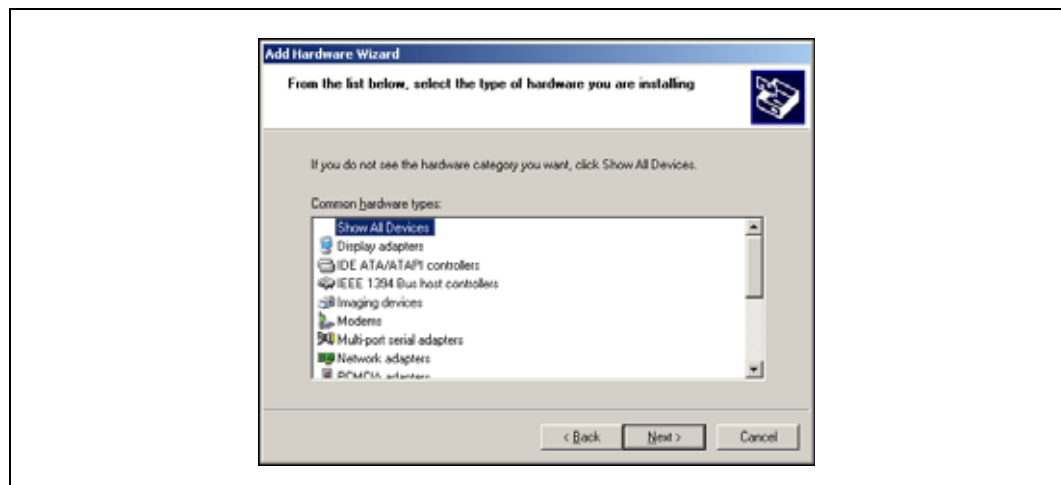 Add Hardware Wizard
From the list below, select the type of hardware you are installing
If you do not see the hardware category you want, click Show All Devices.
Common hardware types:
Show All Devices
Display adapters
IDE ATA/ATAPI controllers
IEEE 1394 Bus host controllers
Imaging devices
Modems
Multi-port serial adapters
Network adapters
PCMCIA adapters
< Back Next > Cancel